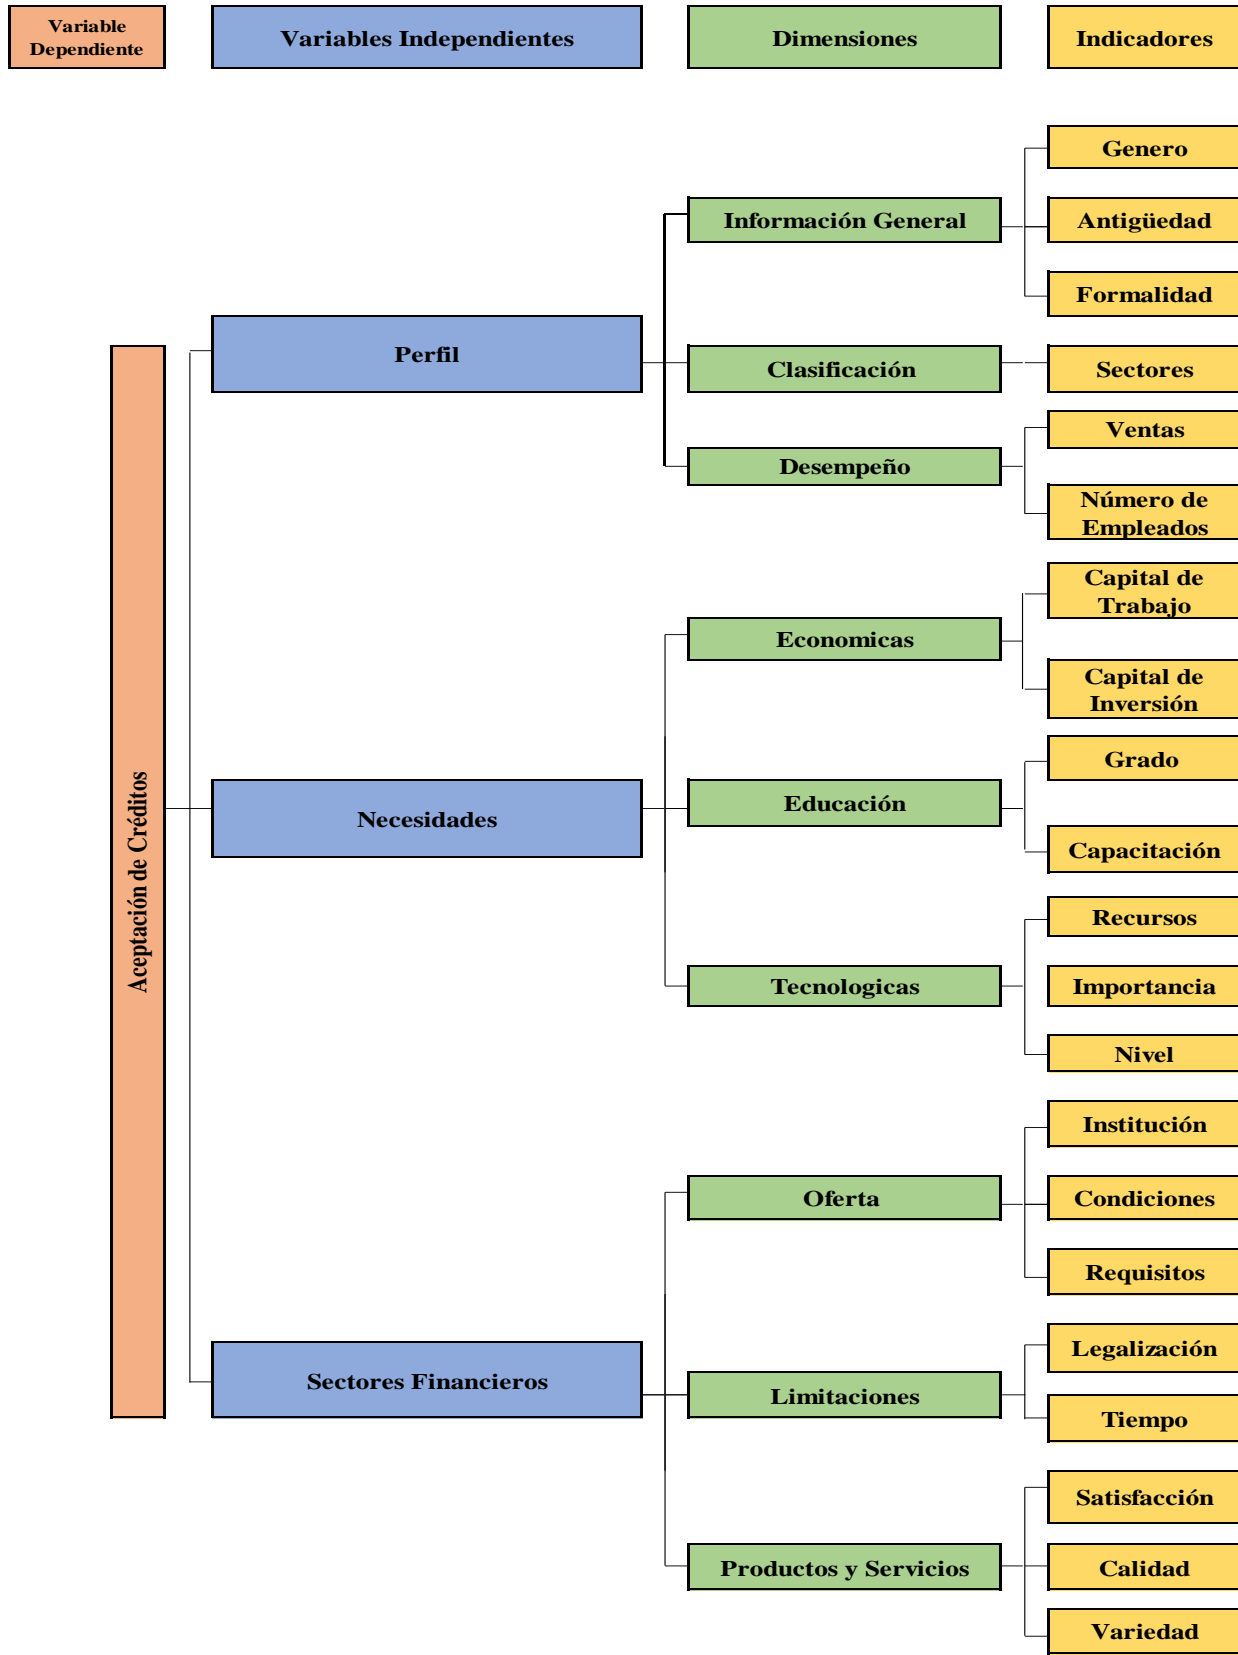 Variable
Dependiente
Variables Independientes
Dimensiones
Indicadores
Aceptación de Créditos
Perfil
Información General
Genero
Antigüedad
Formalidad
Clasificación
Sectores
Desempeño
Ventas
Número de
Empleados
Necesidades
Economicas
Capital de
Trabajo
Capital de
Inversión
Educación
Grado
Capacitación
Tecnologicas
Recursos
Importancia
Nivel
Sectores Financieros
Oferta
Institución
Condiciones
Requisitos
Limitaciones
Legalización
Tiempo
Productos y Servicios
Satisfacción
Calidad
Variedad